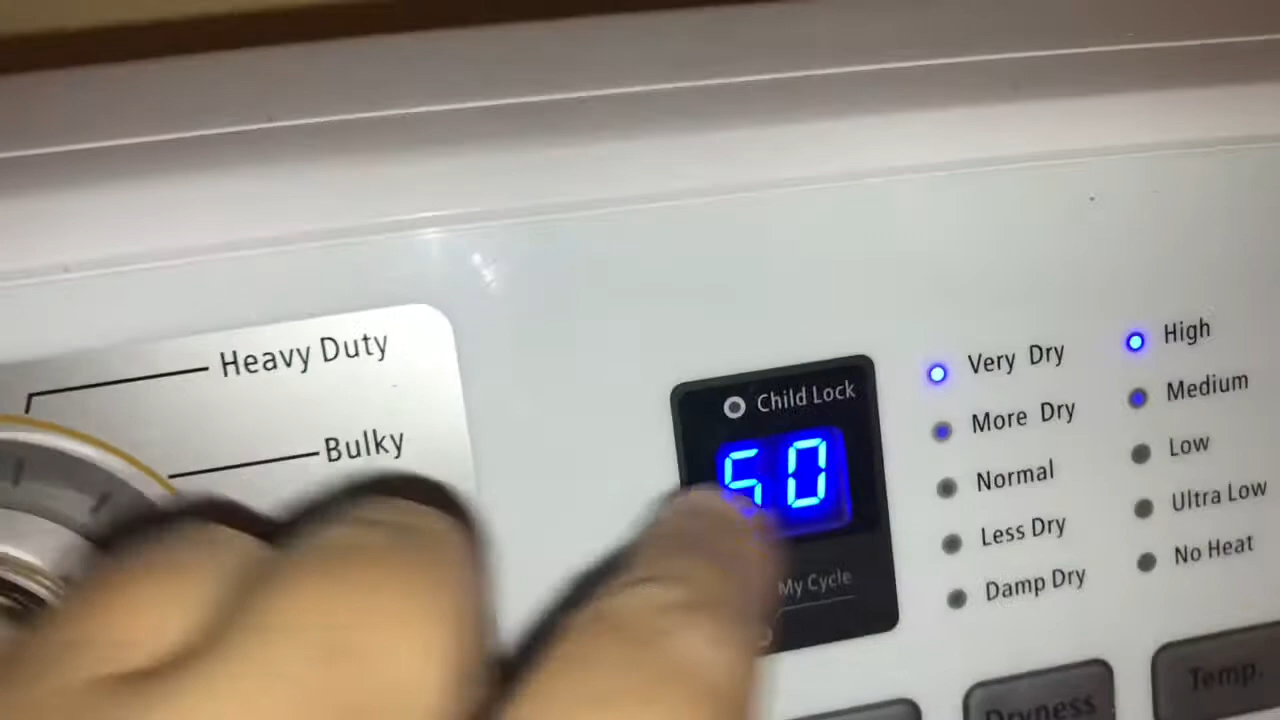 Heavy Duty
Bulky
Child Lock
50
My Cycle
Very Dry
More Dry
Normal
Less Dry
Damp Dry
High
Medium
Low
Ultra Low
No Heat
Dryness
Temp.